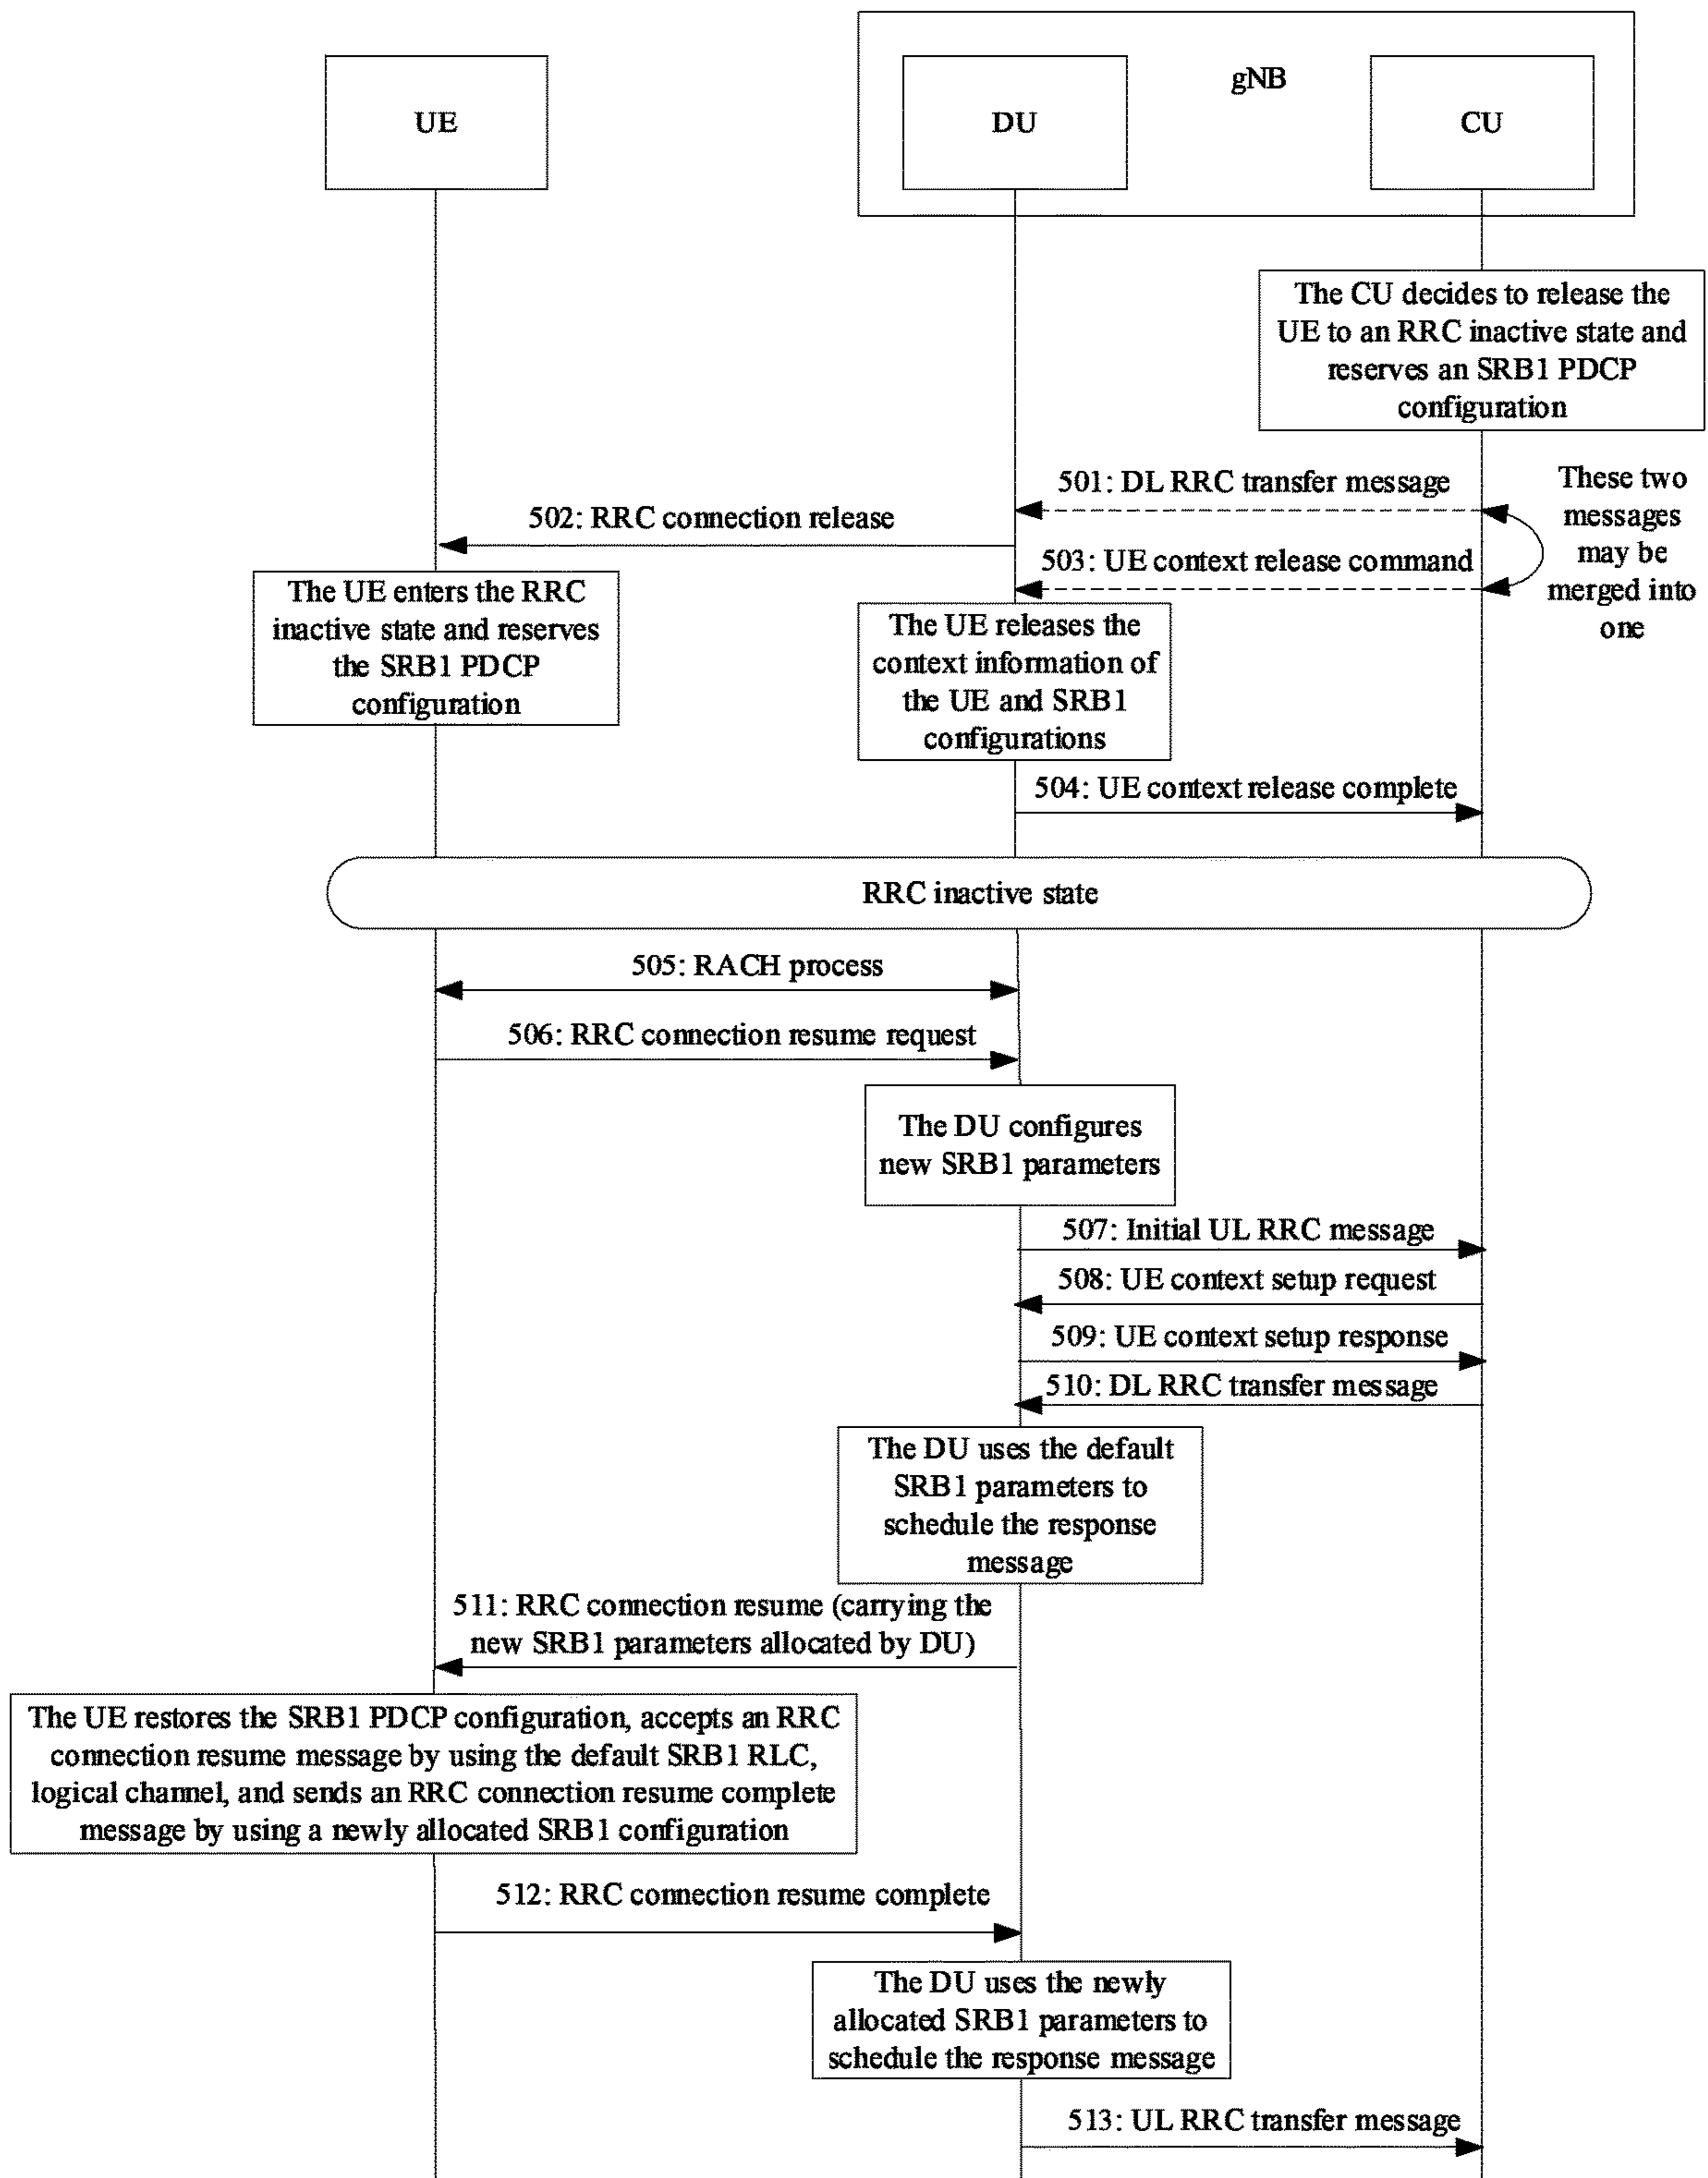 gNB
UE
DU
CU
The CU decides to release the
UE to an RRC inactive state and
reserves an SRB1 PDCP
configuration
501: DL RRC transfer message
These two
messages
may be
merged into
one
502: RRC connection release
503: UE context release command
The UE enters the RRC
inactive state and reserves
the SRB1 PDCP
configuration
The UE releases the
context information of
the UE and SRB1
configurations
504: UE context release complete
RRC inactive state
505: RACH process
506: RRC connection resume request
The DU configures
new SRB1 parameters
507: Initial UL RRC message
508: UE context setup request
509: UE context setup response
510: DL RRC transfer message
The DU uses the default
SRB1 parameters to
schedule the response
message
511: RRC connection resume (carrying the
new SRB1 parameters allocated by DU)
The UE restores the SRB1 PDCP configuration, accepts an RRC
connection resume message by using the default SRB1 RLC,
logical channel, and sends an RRC connection resume complete
message by using a newly allocated SRB1 configuration
512: RRC connection resume complete
The DU uses the newly
allocated SRB1 parameters to
schedule the response message
513: UL RRC transfer message